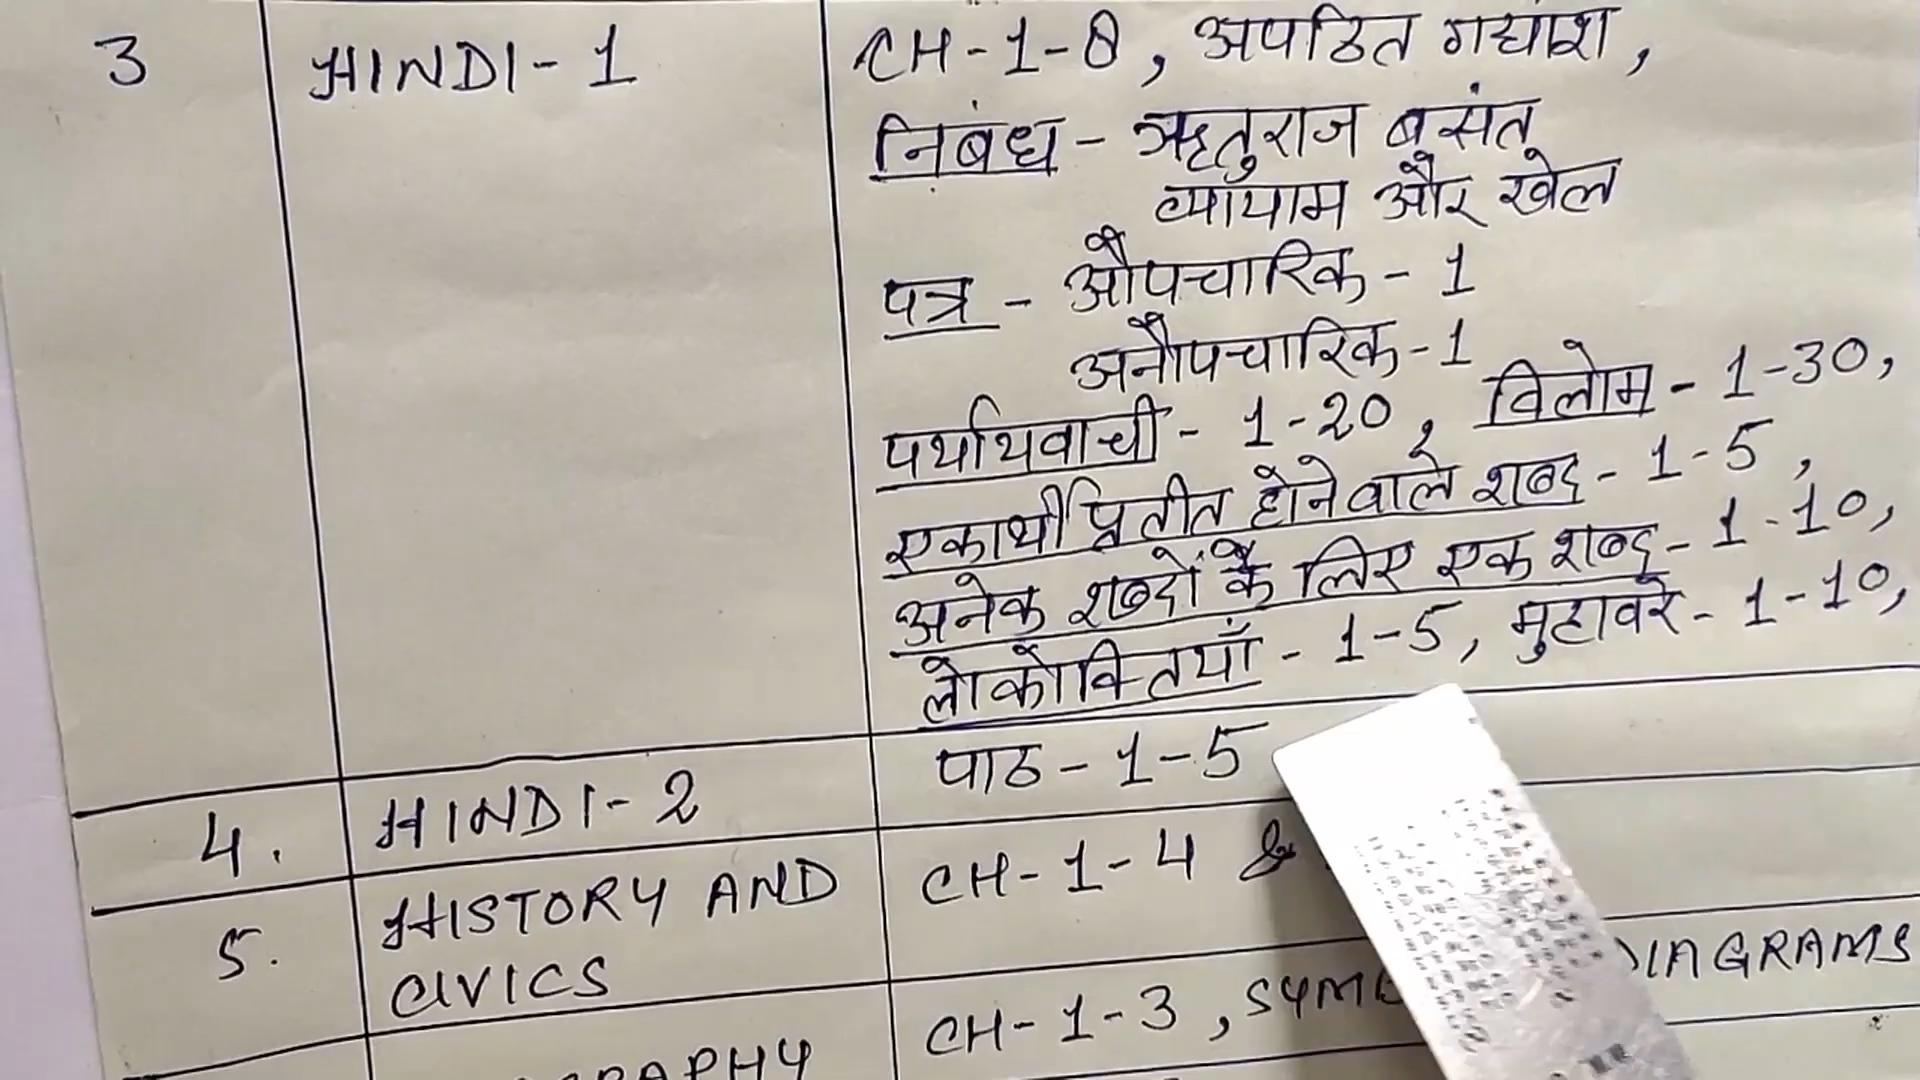 3 HINDI-1 CH-1-8, अपठित गद्यांश,
निबंध - ऋतुराज बसंत
व्यायाम और खेल
पत्र - औपचारिक - 1
अनौपचारिक-1
पर्यायवाची - 1-20, विलोम - 1-30,
एकार्थी प्रतीत होनेवाले शब्द - 1-5,
अनेक शब्दों के लिए एक शब्द - 1-10,
लोकोक्तियाँ - 1-5, मुहावरे - 1-10,
4. HINDI-2 पाठ - 1-5
5. HISTORY AND CIVICS CH-1-4 &
CH-1-3, DIAGRAMS